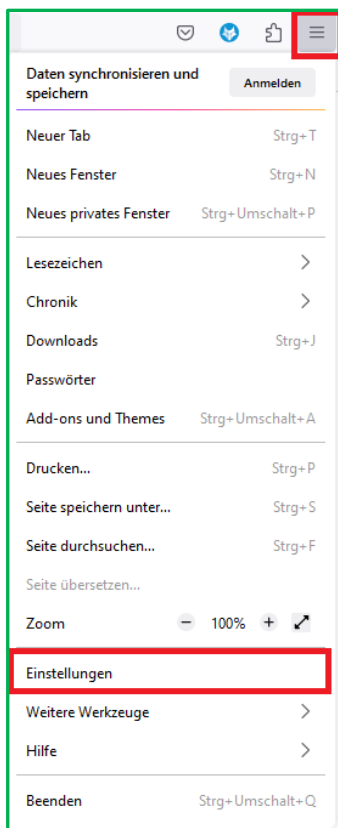 Daten synchronisieren und
speichern
Anmelden
Neuer Tab Strg+T
Neues Fenster Strg+N
Neues privates Fenster Strg+Umschalt+P
Lesezeichen
Chronik
Downloads Strg+J
Passwörter
Add-ons und Themes Strg+Umschalt+A
Drucken... Strg+P
Seite speichern unter... Strg+S
Seite durchsuchen... Strg+F
Seite übersetzen...
Zoom − 100% +
Einstellungen
Weitere Werkzeuge
Hilfe
Beenden Strg+Umschalt+Q